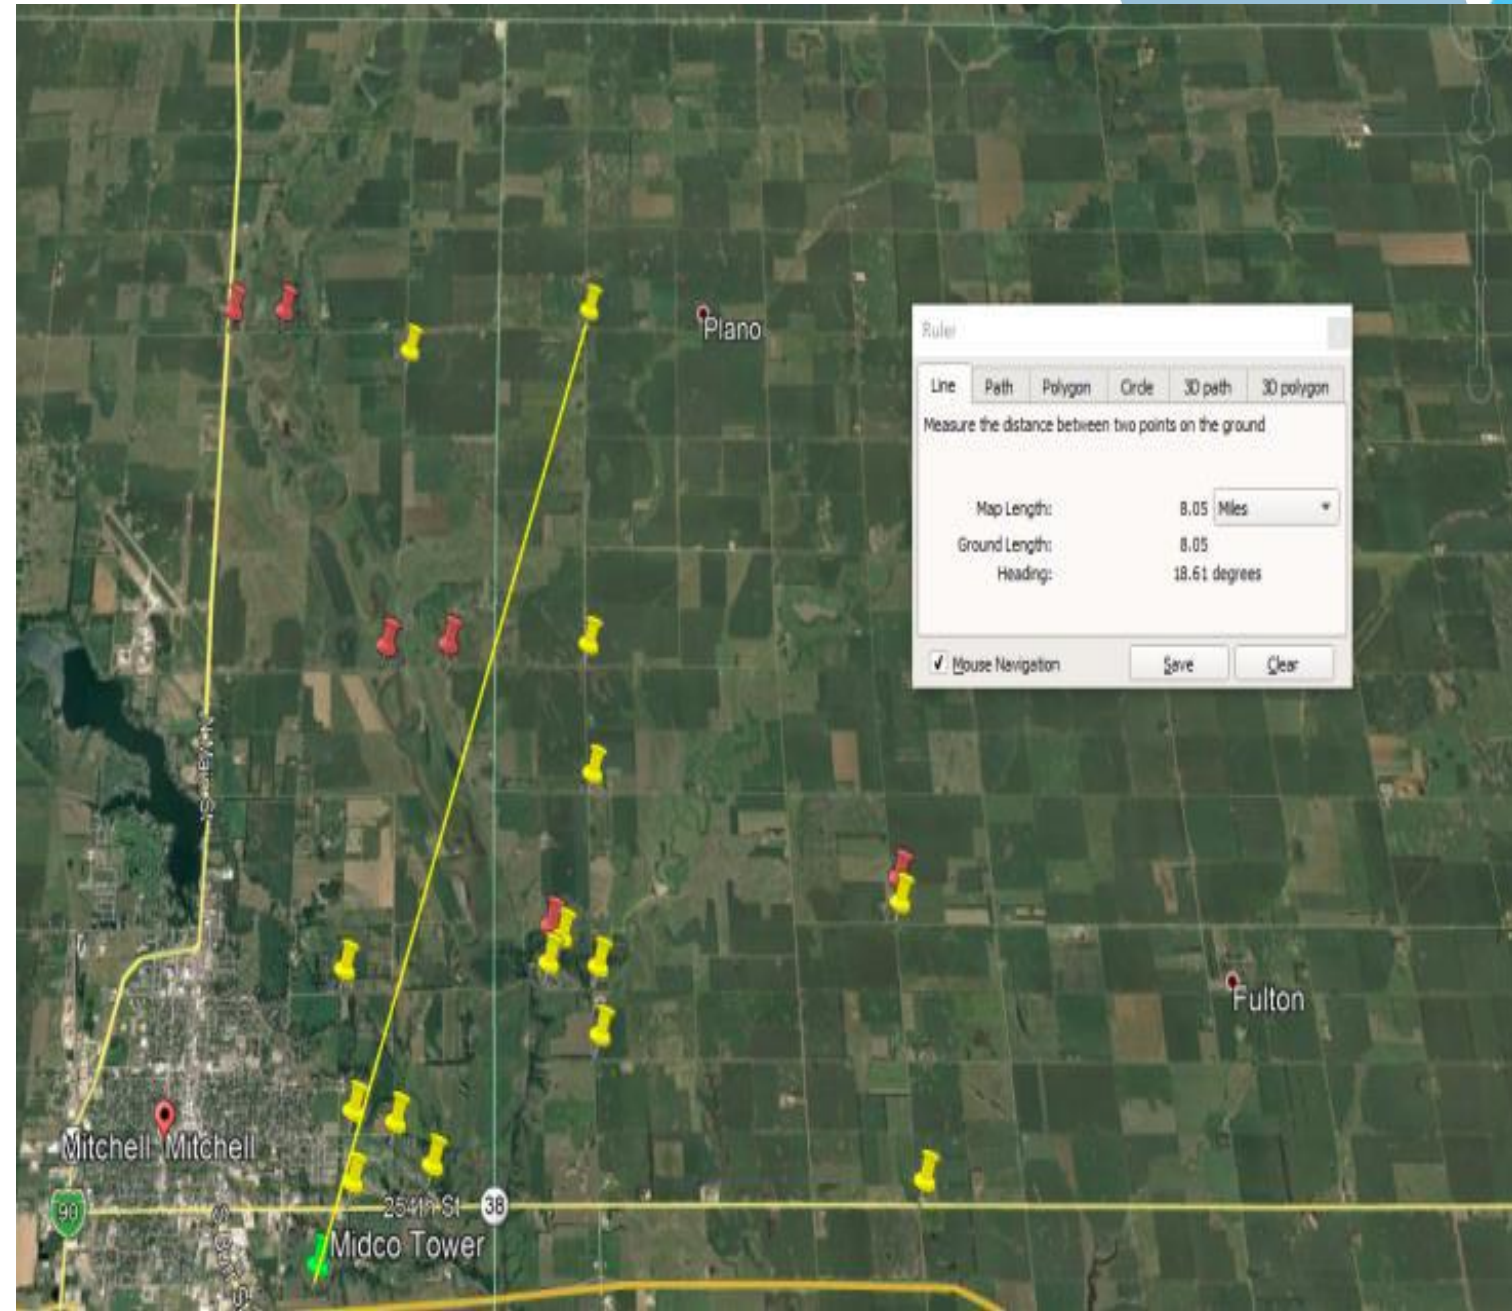 Plano
Ruler
Line Path Polygon Circle 3D path 3D polygon
Measure the distance between two points on the ground
Map Length: 8.05 Miles
Ground Length: 8.05
Heading: 18.61 degrees
Mouse Navigation Save Clear
Fulton
Mitchell Mitchell
90
254th St 38
Midco Tower